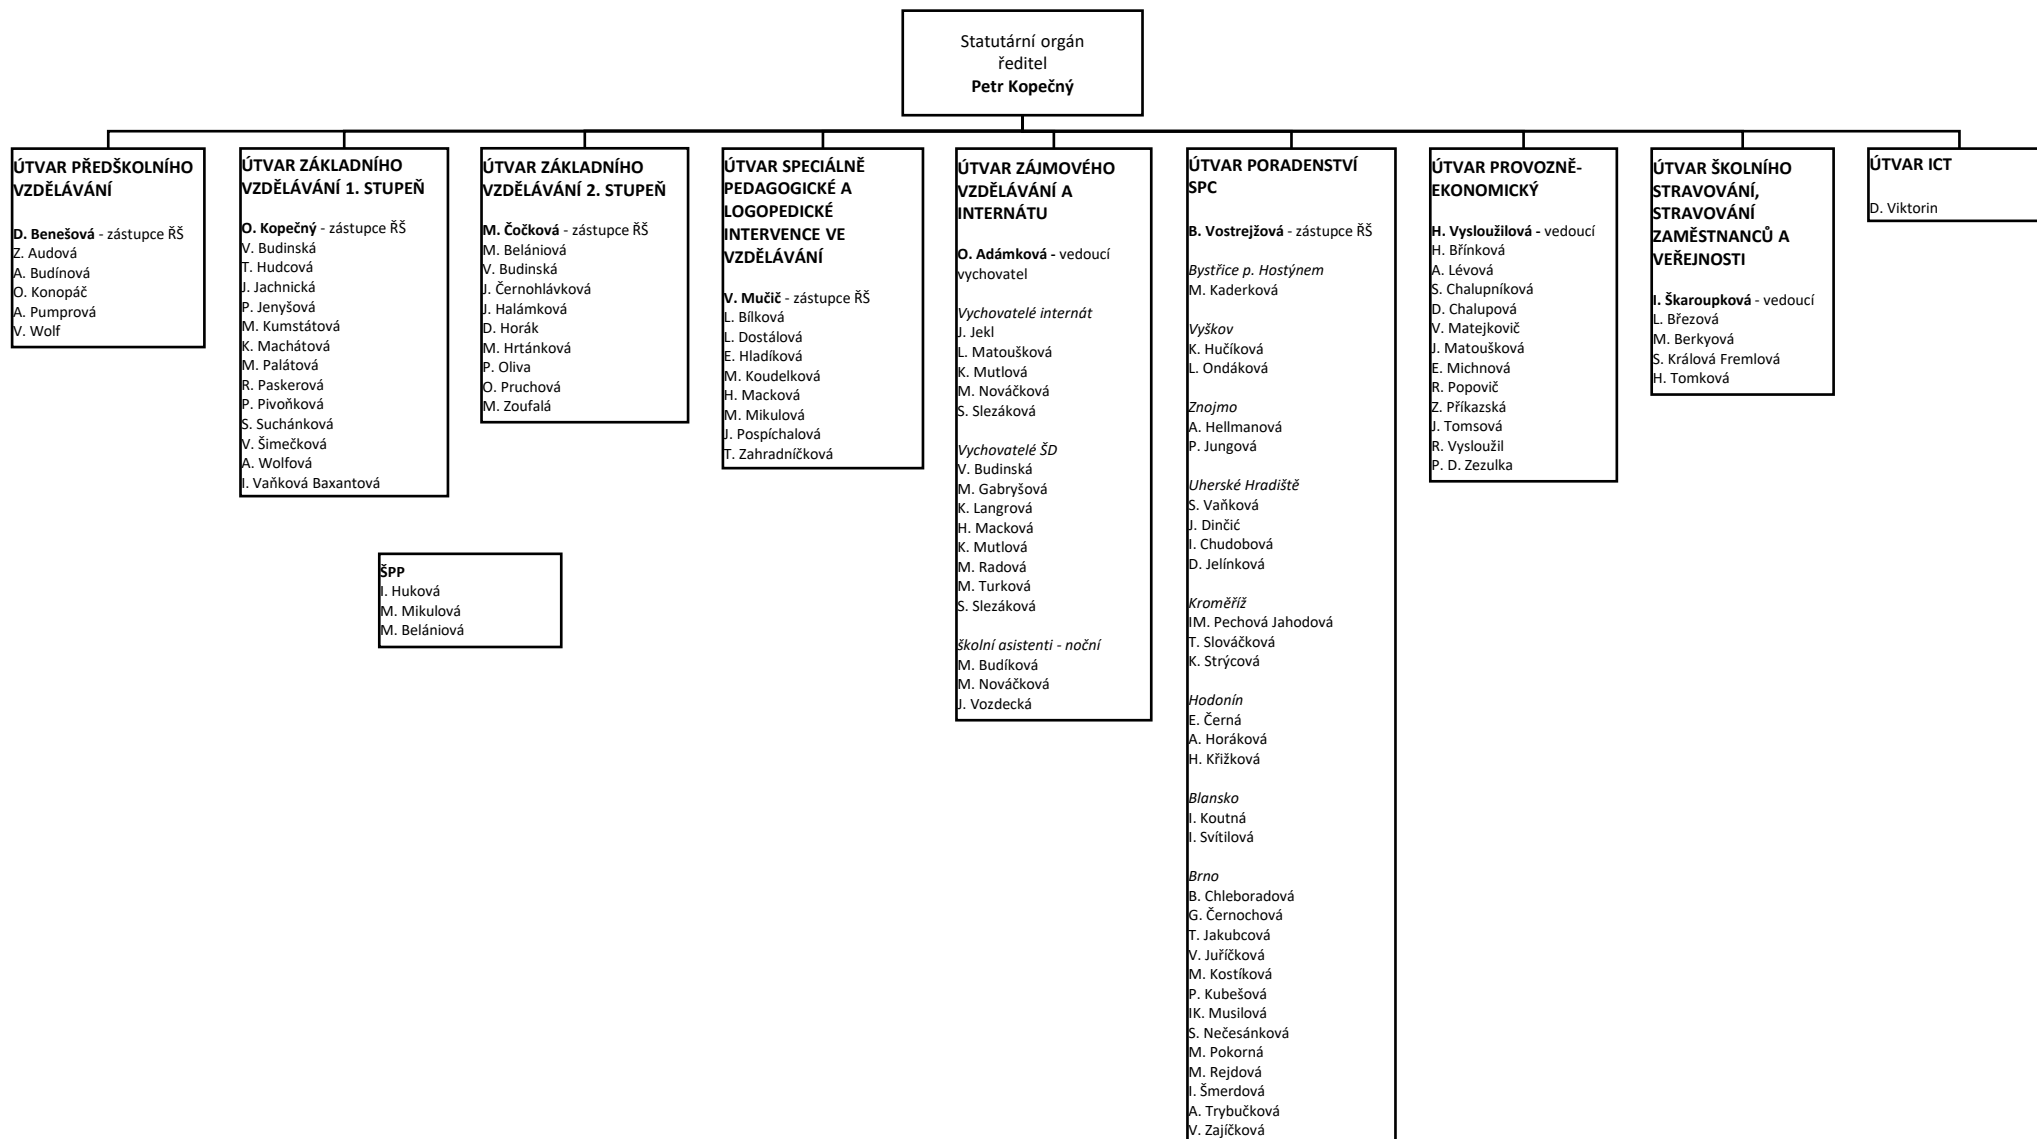 Statutární orgán
ředitel
Petr Kopečný
ÚTVAR PŘEDŠKOLNÍHO
VZDĚLÁVÁNÍ
D. Benešová - zástupce ŘŠ
Z. Audová
A. Budínová
O. Konopáč
A. Pumprová
V. Wolf
ÚTVAR ZÁKLADNÍHO
VZDĚLÁVÁNÍ 1. STUPEŇ
O. Kopečný - zástupce ŘŠ
V. Budinská
T. Hudcová
J. Jachnická
P. Jenyšová
M. Kumstátová
K. Machátová
M. Palátová
R. Paskerová
P. Pivoňková
S. Suchánková
V. Šimečková
A. Wolfová
I. Vaňková Baxantová
ÚTVAR ZÁKLADNÍHO
VZDĚLÁVÁNÍ 2. STUPEŇ
M. Čočková - zástupce ŘŠ
M. Belániová
V. Budinská
J. Černohlávková
J. Halámková
D. Horák
M. Hrtánková
P. Oliva
O. Pruchová
M. Zoufalá
ŠPP
I. Huková
M. Mikulová
M. Belániová
ÚTVAR SPECIÁLNĚ
PEDAGOGICKÉ A
LOGOPEDICKÉ
INTERVENCE VE
VZDĚLÁVÁNÍ
V. Mučič - zástupce ŘŠ
L. Bílková
L. Dostálová
E. Hladíková
M. Koudelková
H. Macková
M. Mikulová
J. Pospíchalová
T. Zahradníčková
ÚTVAR ZÁJMOVÉHO
VZDĚLÁVÁNÍ A
INTERNÁTU
O. Adámková - vedoucí
vychovatel
Vychovatelé internát
J. Jekl
L. Matoušková
K. Mutlová
M. Nováčková
S. Slezáková
Vychovatelé ŠD
V. Budinská
M. Gabryšová
K. Langrová
H. Macková
K. Mutlová
M. Radová
M. Turková
S. Slezáková
školní asistenti - noční
M. Budíková
M. Nováčková
J. Vozdecká
ÚTVAR PORADENSTVÍ
SPC
B. Vostrejžová - zástupce ŘŠ
Bystřice p. Hostýnem
M. Kaderková
Vyškov
K. Hučíková
L. Ondáková
Znojmo
A. Hellmanová
P. Jungová
Uherské Hradiště
S. Vaňková
J. Dinčić
I. Chudobová
D. Jelínková
Kroměříž
IM. Pechová Jahodová
T. Slováčková
K. Strýcová
Hodonín
E. Černá
A. Horáková
H. Křižková
Blansko
I. Koutná
I. Svítilová
Brno
B. Chleboradová
G. Černochová
T. Jakubcová
V. Juříčková
M. Kostíková
P. Kubešová
IK. Musilová
S. Nečesánková
M. Pokorná
M. Rejdová
I. Šmerdová
A. Trybučková
V. Zajíčková
ÚTVAR PROVOZNĚ-
EKONOMICKÝ
H. Vysloužilová - vedoucí
H. Břínková
A. Lévová
S. Chalupníková
D. Chalupová
V. Matejkovič
J. Matoušková
E. Michnová
R. Popovič
Z. Příkazská
J. Tomsová
R. Vysloužil
P. D. Zezulka
ÚTVAR ŠKOLNÍHO
STRAVOVÁNÍ,
STRAVOVÁNÍ
ZAMĚSTNANCŮ A
VEŘEJNOSTI
I. Škaroupková - vedoucí
L. Březová
M. Berkyová
S. Králová Fremlová
H. Tomková
ÚTVAR ICT
D. Viktorin